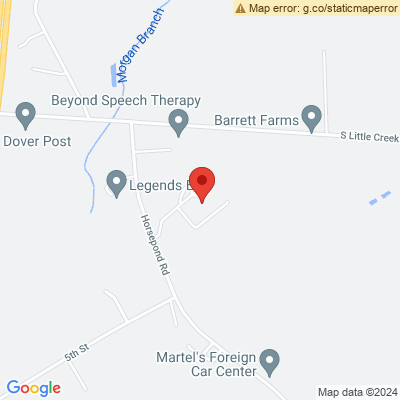 Map error: g.co/staticmaperror
Morgan Branch
Beyond Speech Therapy
Barrett Farms
Dover Post
S Little Creek
Legends B
Horsepond Rd
5th St
Martel's Foreign
Car Center
Google
Map data ©2024